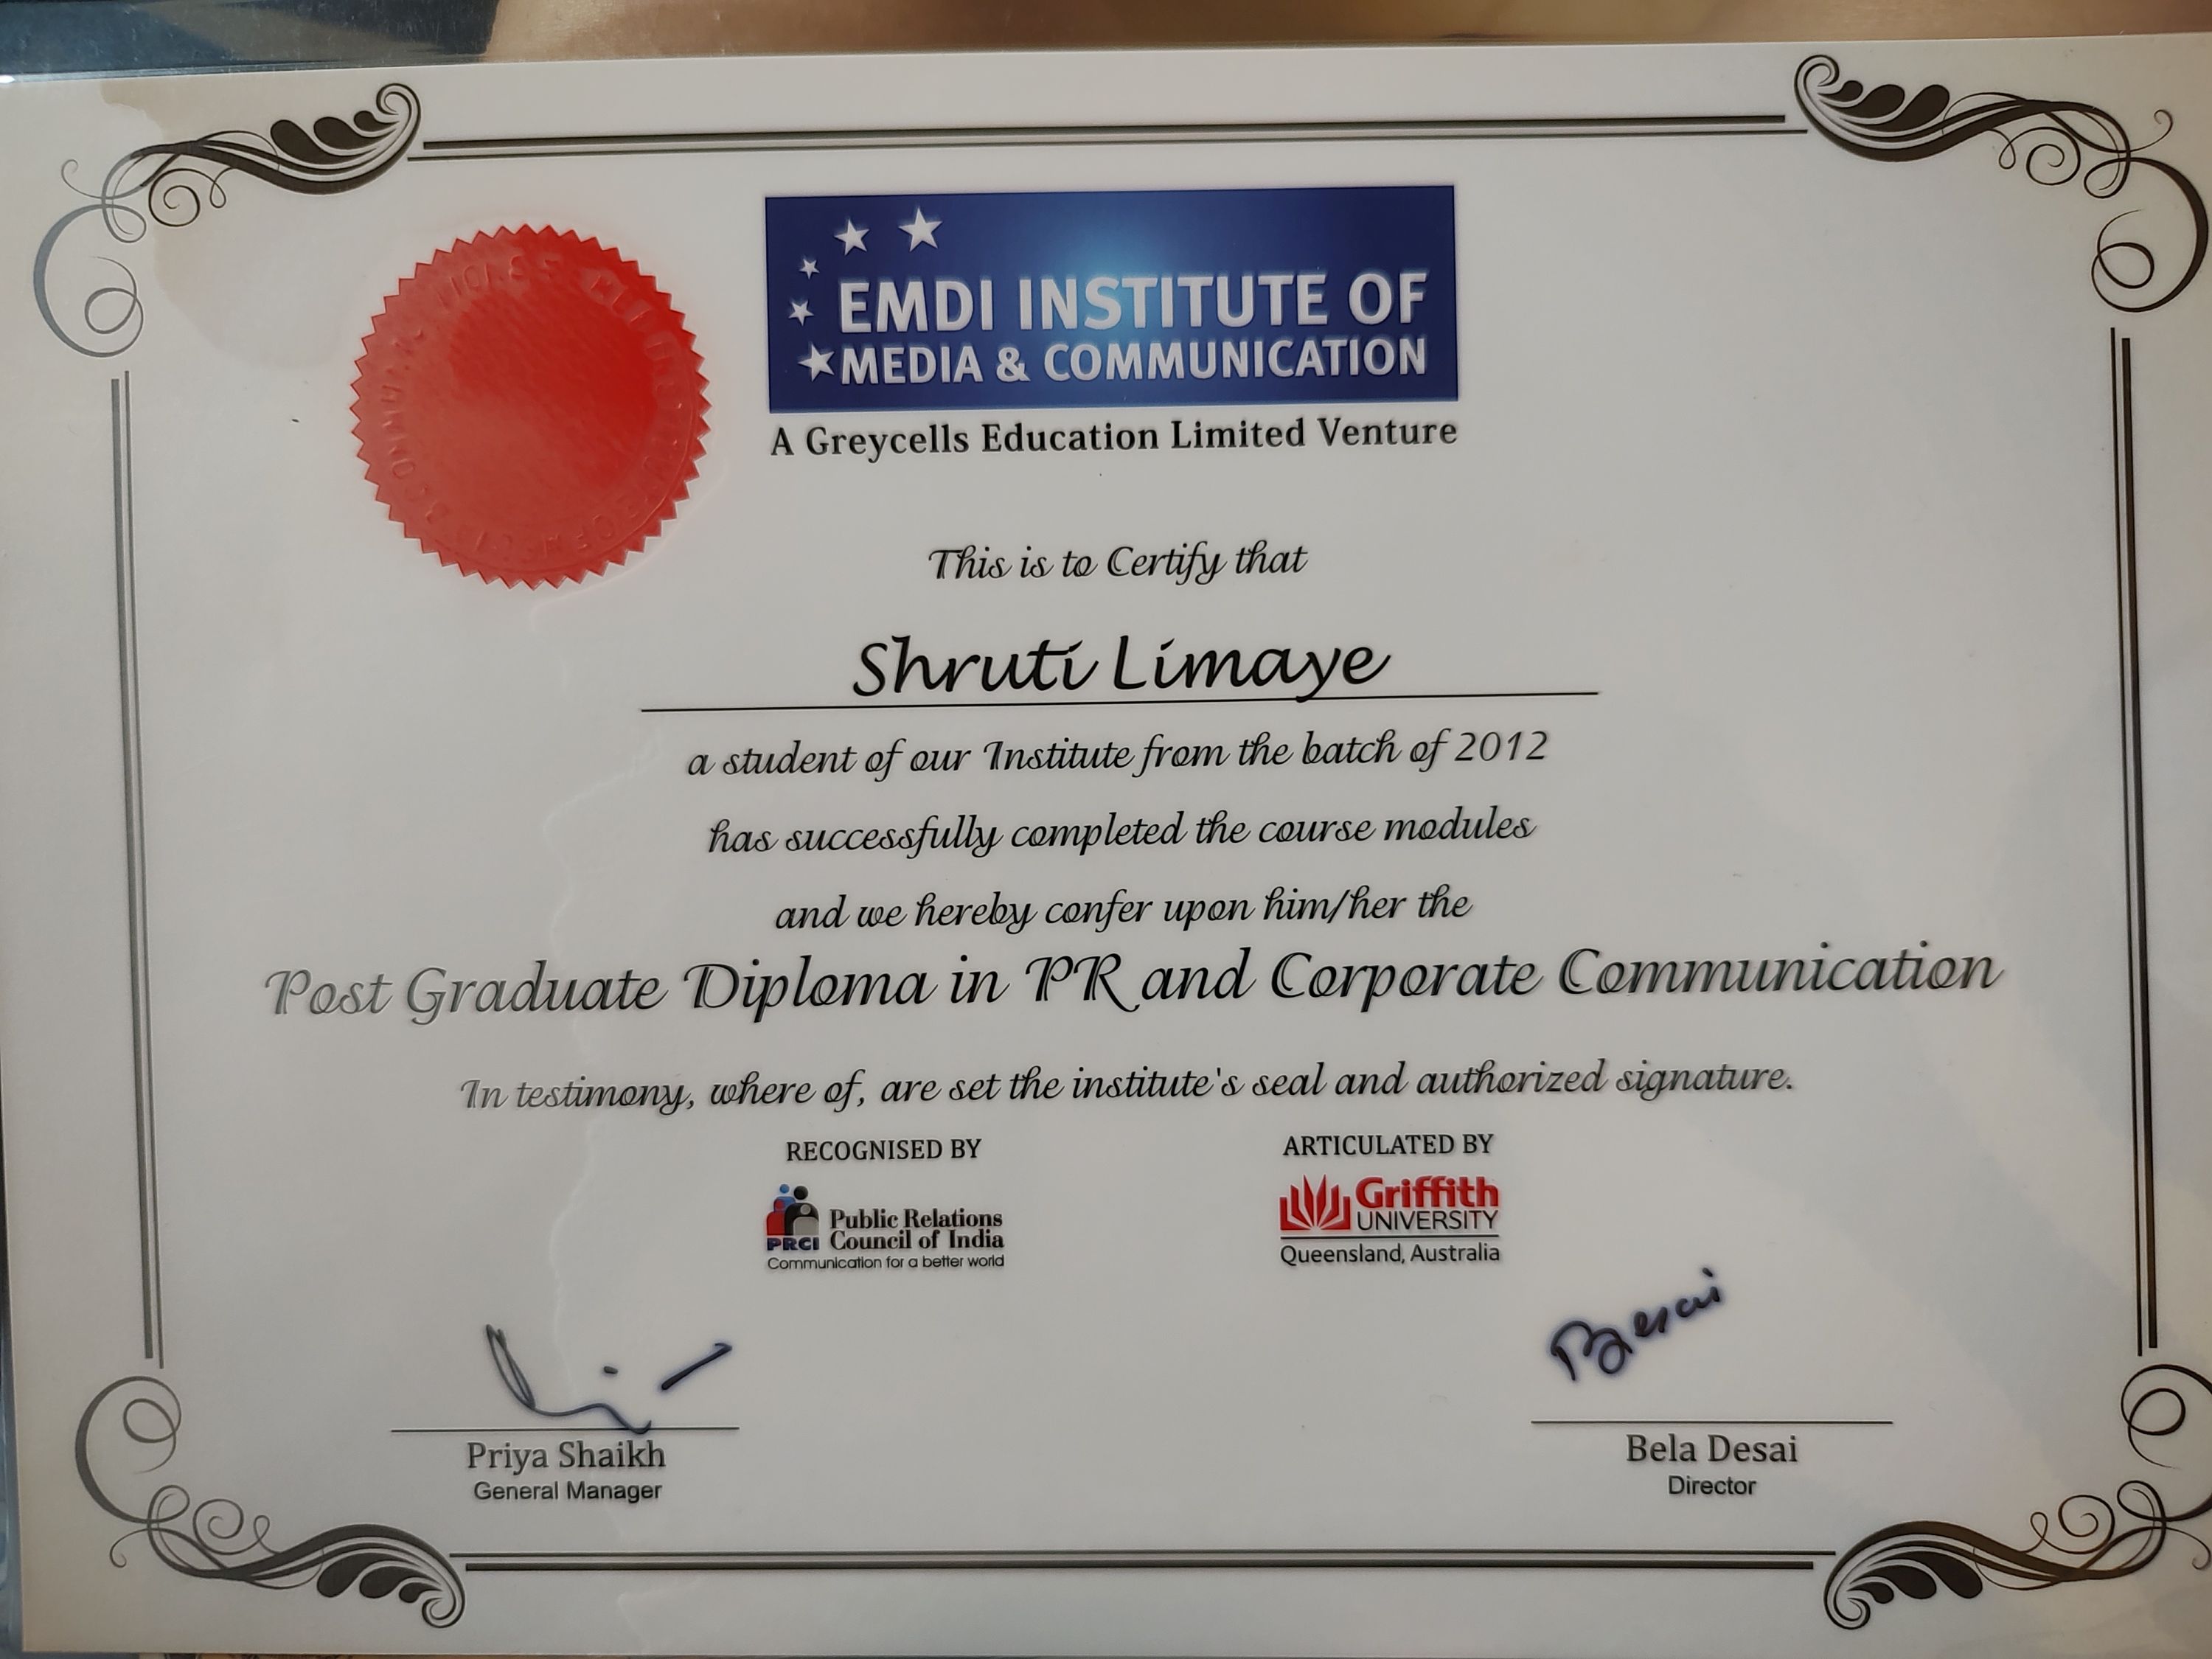 EMDI INSTITUTE OF
MEDIA & COMMUNICATION
A Greycells Education Limited Venture
This is to Certify that
Shruti Limaye
a student of our Institute from the batch of 2012
has successfully completed the course modules
and we hereby confer upon him/her the
Post Graduate Diploma in PR and Corporate Communication
In testimony, where of, are set the institute's seal and authorized signature.
RECOGNISED BY
PRCI
Public Relations
Council of India
Communication for a better world
ARTICULATED BY
Griffith
UNIVERSITY
Queensland, Australia
Priya Shaikh
General Manager
BDesai
Bela Desai
Director